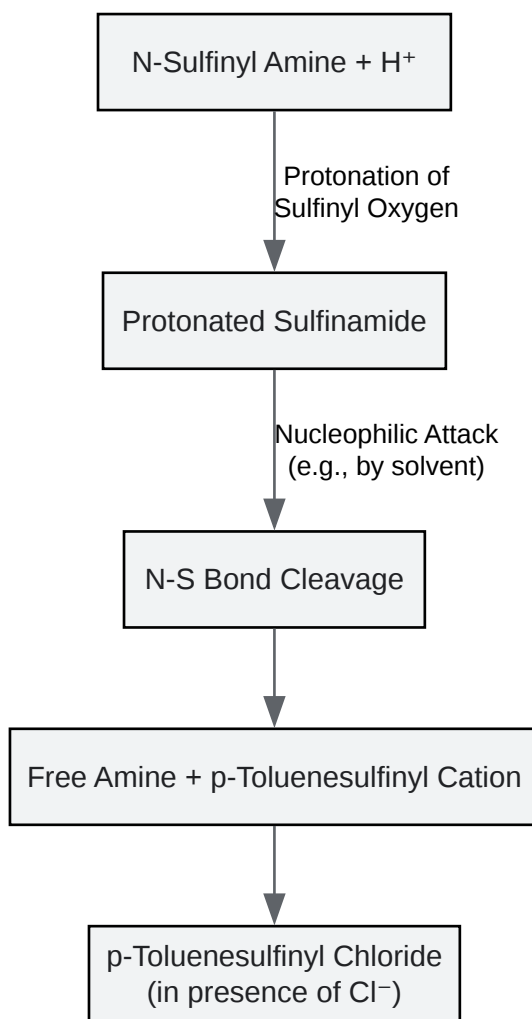 N-Sulfinyl Amine + H⁺
Protonation of
Sulfinyl Oxygen
Protonated Sulfinamide
Nucleophilic Attack
(e.g., by solvent)
N-S Bond Cleavage
Free Amine + p-Toluenesulfinyl Cation
p-Toluenesulfinyl Chloride
(in presence of Cl⁻)